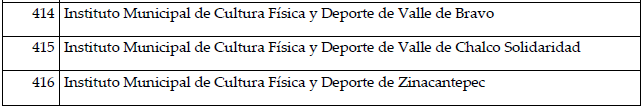 414 Instituto Municipal de Cultura Física y Deporte de Valle de Bravo
415 Instituto Municipal de Cultura Física y Deporte de Valle de Chalco Solidaridad
416 Instituto Municipal de Cultura Física y Deporte de Zinacantepec